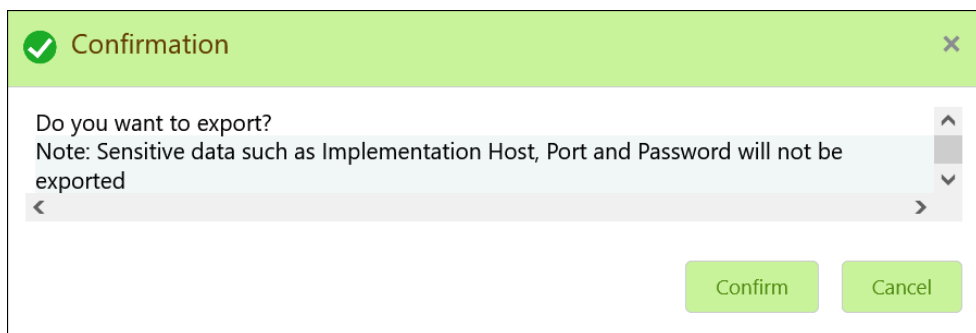 Confirmation
Do you want to export?
Note: Sensitive data such as Implementation Host, Port and Password will not be
exported
Confirm
Cancel